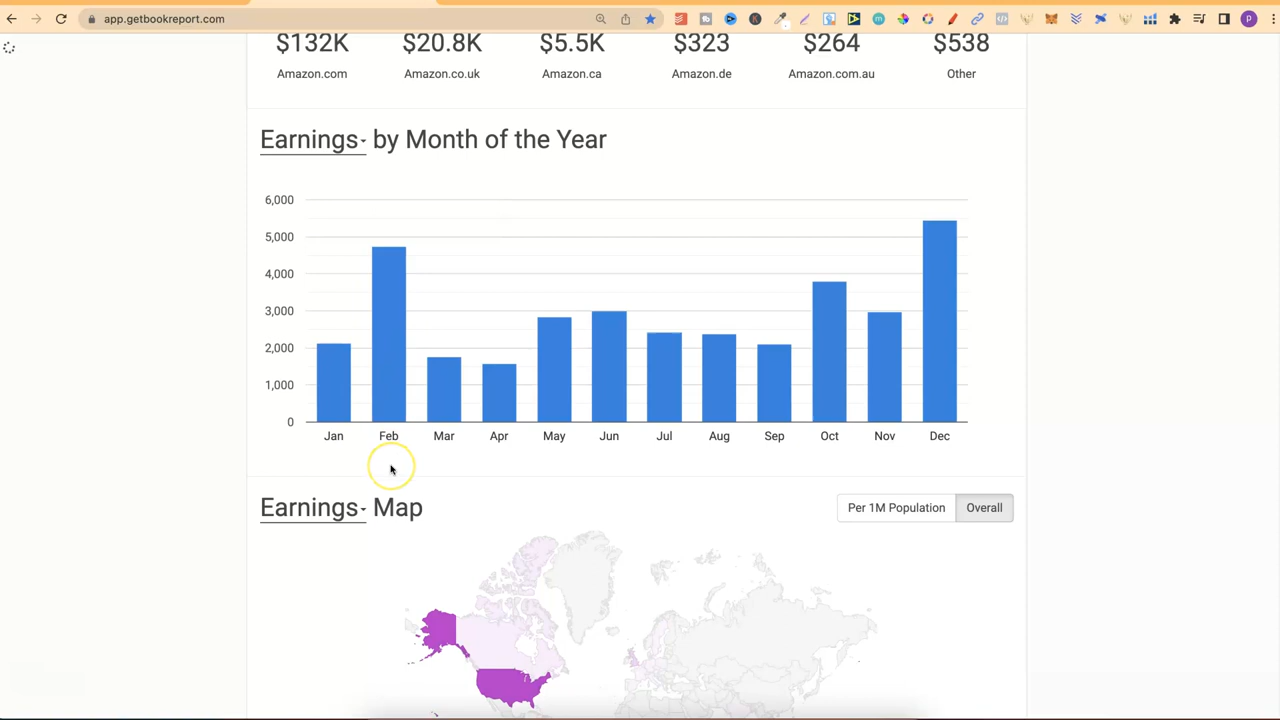 app.getbookreport.com
P
$132K $20.8K $5.5K $323 $264 $538
Amazon.com Amazon.co.uk Amazon.ca Amazon.de Amazon.com.au Other
Earnings by Month of the Year
6,000
5,000
4,000
3,000
2,000
1,000
0
Jan Feb Mar Apr May Jun Jul Aug Sep Oct Nov Dec
Earnings Map
Per 1M Population Overall